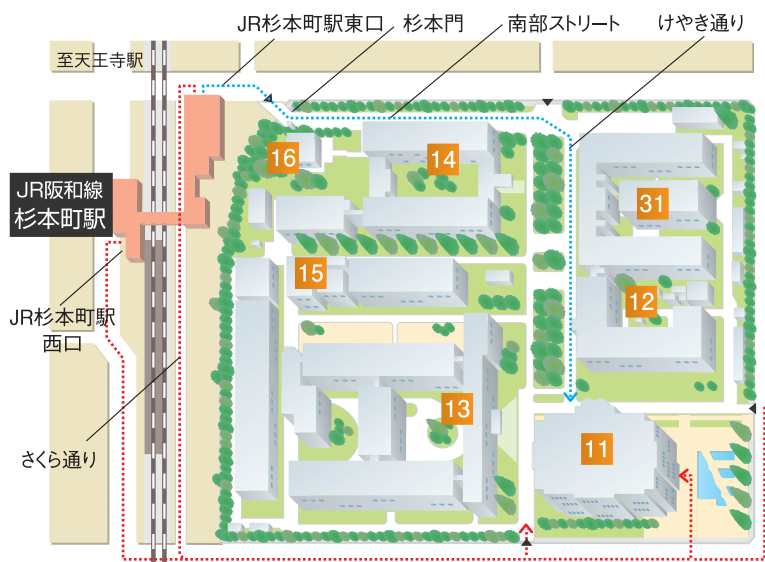 JR杉本町駅東口
杉本門
南部ストリート
けやき通り
至天王寺駅
16
14
31
JR阪和線
杉本町駅
15
12
JR杉本町駅
西口
13
11
さくら通り